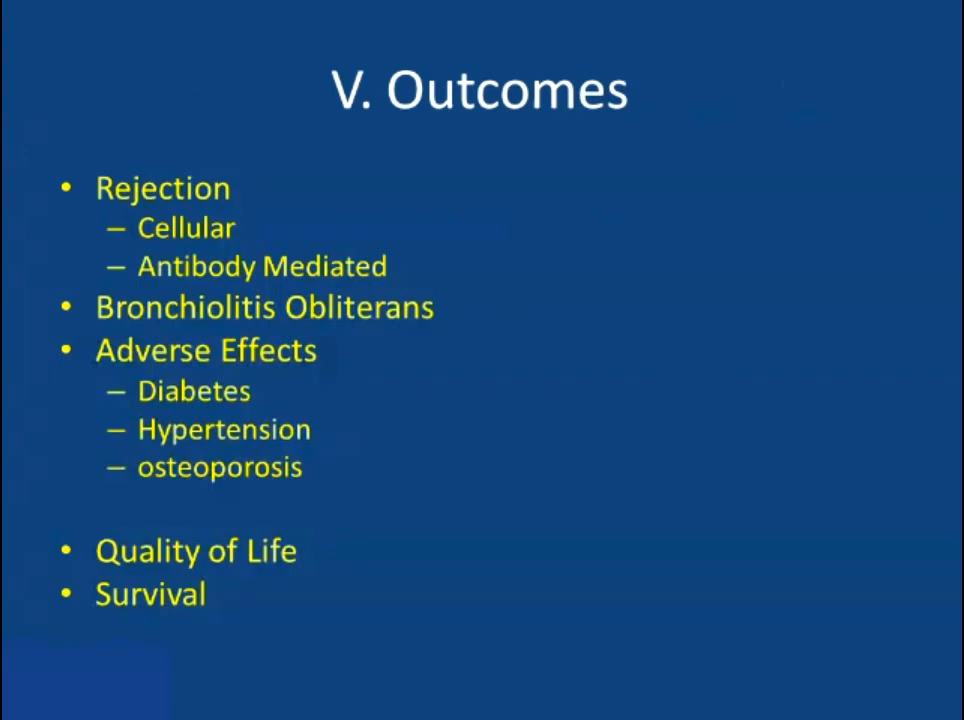 V. Outcomes
• Rejection
– Cellular
– Antibody Mediated
• Bronchiolitis Obliterans
• Adverse Effects
– Diabetes
– Hypertension
– osteoporosis
• Quality of Life
• Survival